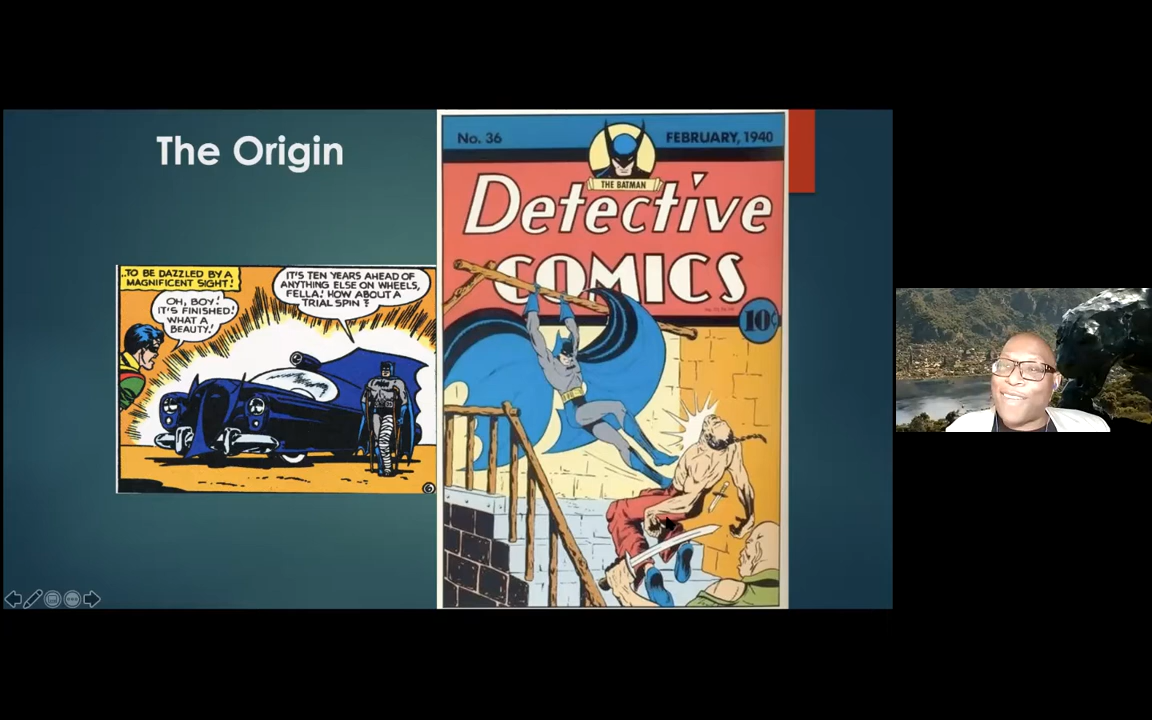 The Origin
..TO BE DAZZLED BY A
MAGNIFICENT SIGHT!
OH, BOY!
IT'S FINISHED!
WHAT A
BEAUTY!
IT'S TEN YEARS AHEAD OF
ANYTHING ELSE ON WHEELS,
FELLA! HOW ABOUT A
TRIAL SPIN?
6
No. 36
FEBRUARY, 1940
THE BATMAN
Detective
COMICS
10¢